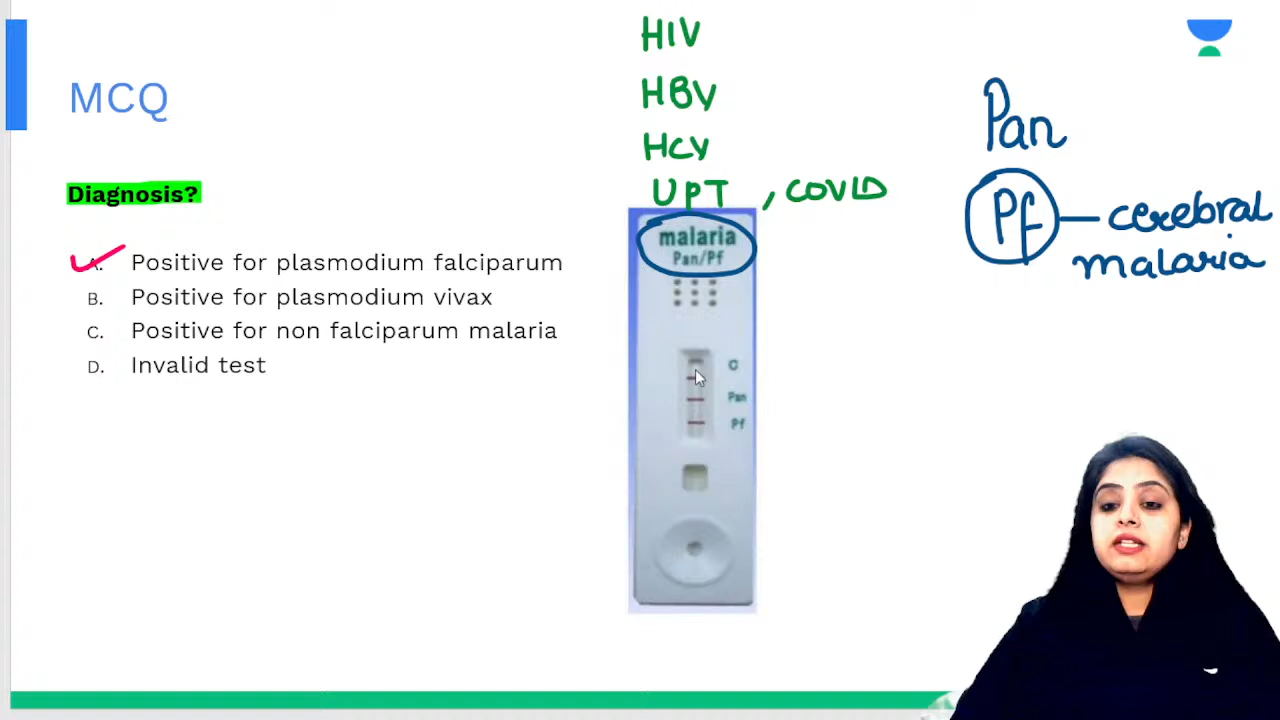 MCQ
Diagnosis?
A. Positive for plasmodium falciparum
B. Positive for plasmodium vivax
C. Positive for non falciparum malaria
D. Invalid test
HIV
HBV
HCV
UPT, COVID
malaria
Pan/Pf
C
Pan
Pf
Pan
Pf — cerebral
malaria